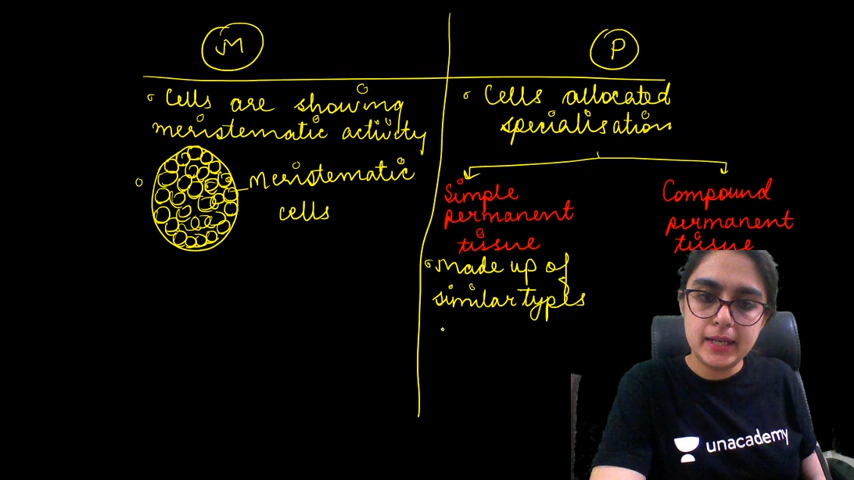 M
P
• Cells are showing
meristematic activity
Meristematic
cells
• Cells allocated
specialisation
Simple
permanent
tissue
Compound
permanent
tissue
• Made up of
similar types
unacademy